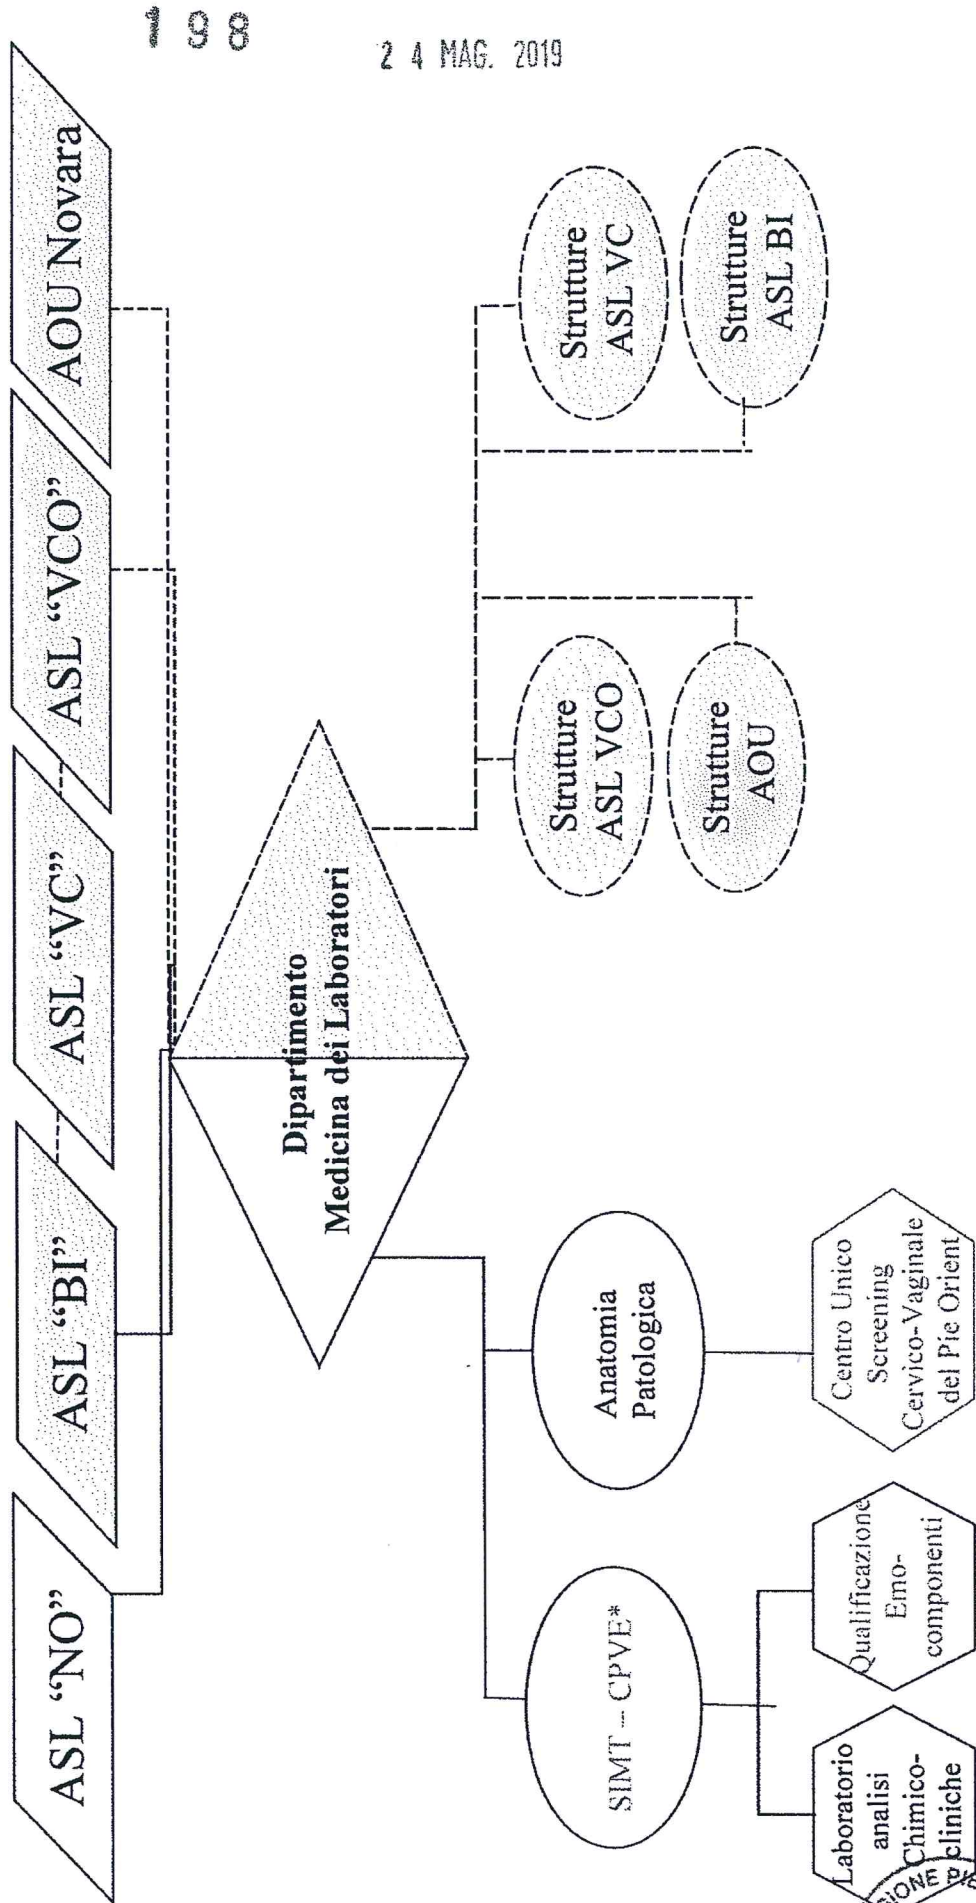 198
24 MAG. 2019
ASL “NO”
ASL “BI”
ASL “VC”
ASL “VCO”
AOU Novara
Dipartimento
Medicina dei Laboratori
SIMT – CPVE*
Anatomia
Patologica
Strutture
ASL VCO
Strutture
AOU
Strutture
ASL VC
Strutture
ASL BI
Laboratorio
analisi
Chimico-
cliniche
Qualificazione
Emo-
componenti
Centro Unico
Screening
Cervico-Vaginale
del Pie Orient